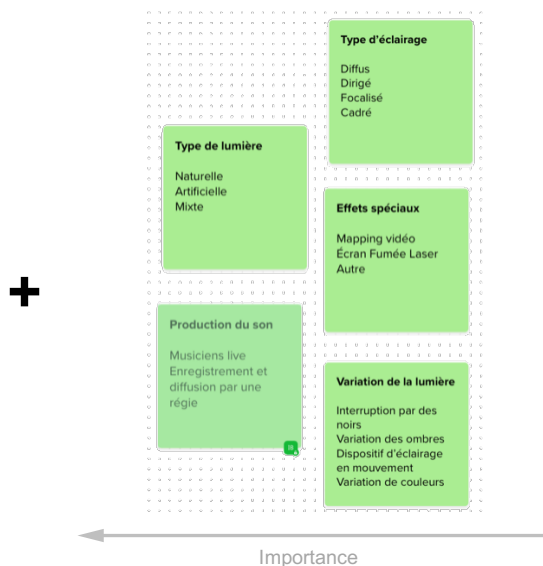 Type d'éclairage
Diffus
Dirigé
Focalisé
Cadré
Type de lumière
Naturelle
Artificielle
Mixte
Effets spéciaux
Mapping vidéo
Écran Fumée Laser
Autre
+
Production du son
Musiciens live
Enregistrement et
diffusion par une
régie
Variation de la lumière
Interruption par des
noirs
Variation des ombres
Dispositif d'éclairage
en mouvement
Variation de couleurs
Importance